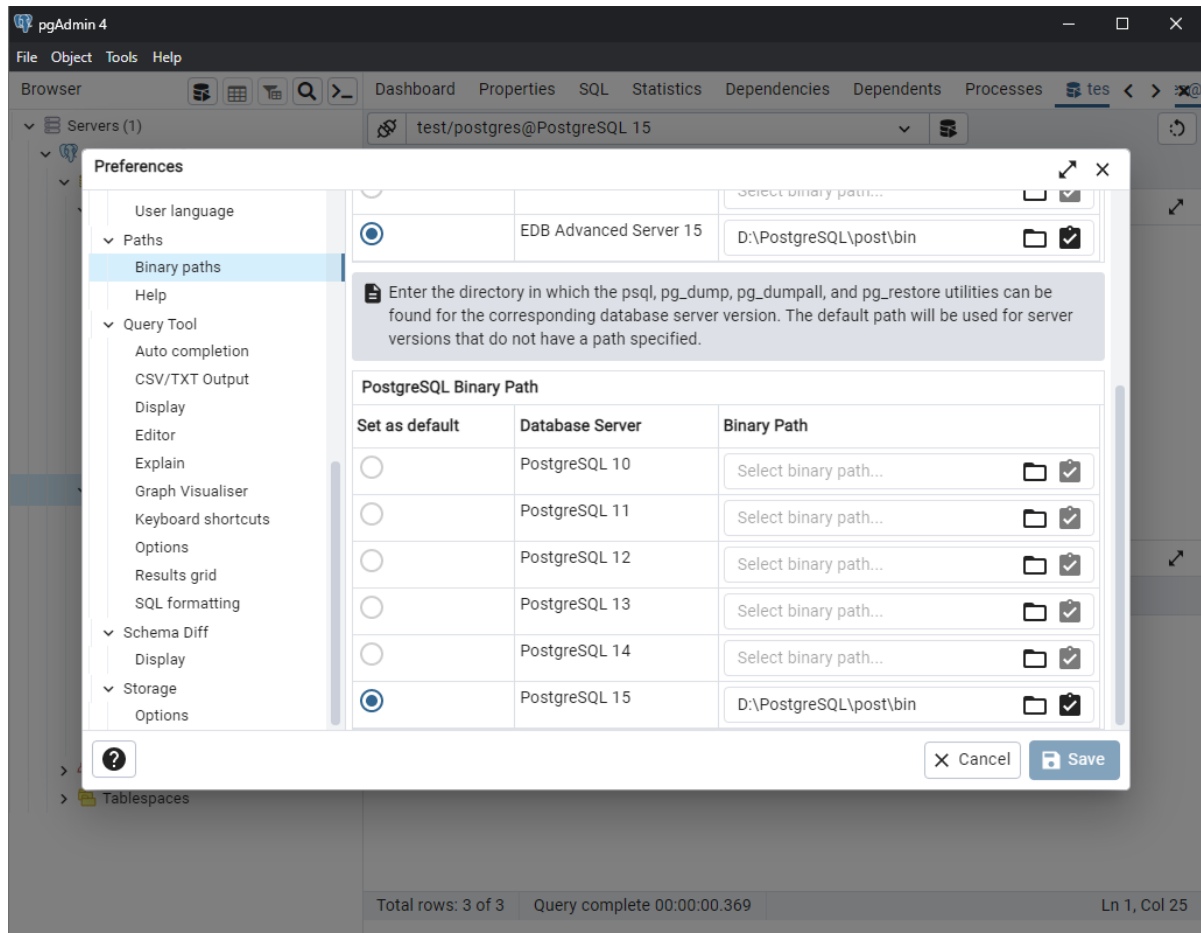 pgAdmin 4
File Object Tools Help
Browser
Dashboard Properties SQL Statistics Dependencies Dependents Processes tes
Servers (1)
test/postgres@PostgreSQL 15
Preferences
User language
Paths
Binary paths
Help
Query Tool
Auto completion
CSV/TXT Output
Display
Editor
Explain
Graph Visualiser
Keyboard shortcuts
Options
Results grid
SQL formatting
Schema Diff
Display
Storage
Options
Select binary path...
EDB Advanced Server 15 D:\PostgreSQL\post\bin
Enter the directory in which the psql, pg_dump, pg_dumpall, and pg_restore utilities can be
found for the corresponding database server version. The default path will be used for server
versions that do not have a path specified.
PostgreSQL Binary Path
Set as default Database Server Binary Path
PostgreSQL 10 Select binary path...
PostgreSQL 11 Select binary path...
PostgreSQL 12 Select binary path...
PostgreSQL 13 Select binary path...
PostgreSQL 14 Select binary path...
PostgreSQL 15 D:\PostgreSQL\post\bin
Cancel Save
Tablespaces
Total rows: 3 of 3 Query complete 00:00:00.369 Ln 1, Col 25